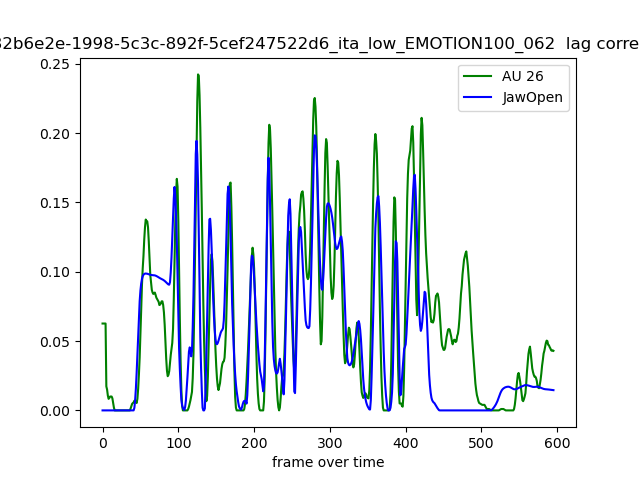 32b6e2e-1998-5c3c-892f-5cef247522d6_ita_low_EMOTION100_062 lag corre
0.25
0.20
0.15
0.10
0.05
0.00
AU 26
JawOpen
0 100 200 300 400 500 600
frame over time